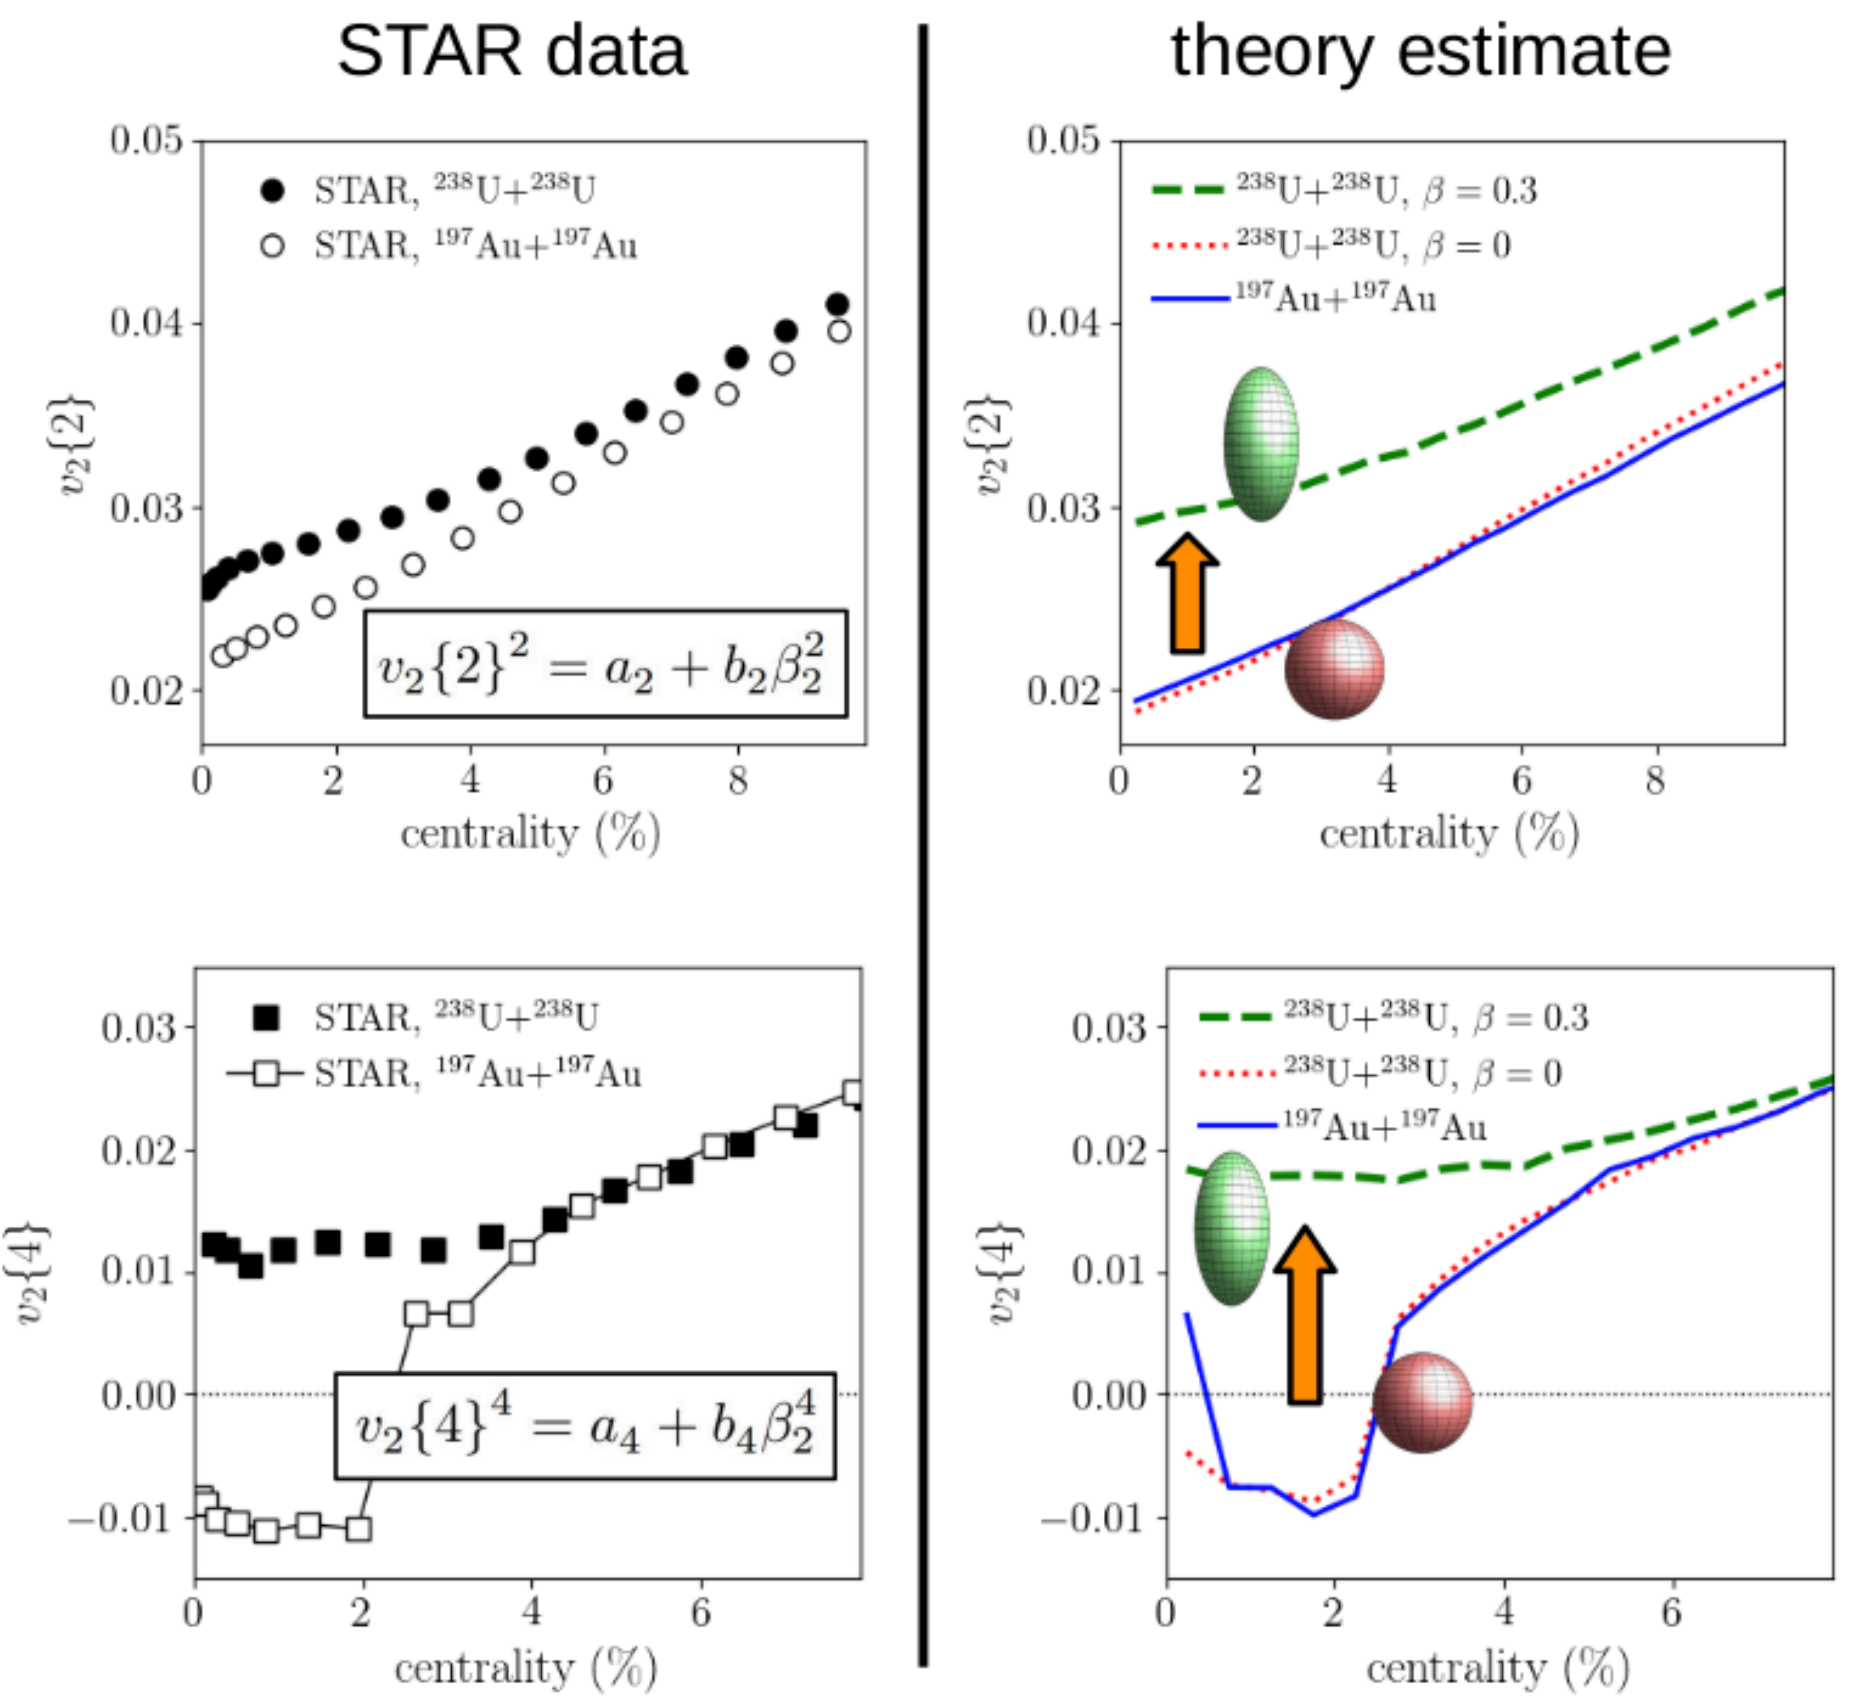 STAR data
theory estimate
0.05
0.04
0.03
0.02
v₂{2}
STAR, ²³⁸U+²³⁸U
STAR, ¹⁹⁷Au+¹⁹⁷Au
v₂{2}² = a₂ + b₂β₂²
0 2 4 6 8
centrality (%)
0.05
0.04
0.03
0.02
v₂{2}
²³⁸U+²³⁸U, β = 0.3
²³⁸U+²³⁸U, β = 0
¹⁹⁷Au+¹⁹⁷Au
0 2 4 6 8
centrality (%)
0.03
0.02
0.01
0.00
−0.01
v₂{4}
STAR, ²³⁸U+²³⁸U
STAR, ¹⁹⁷Au+¹⁹⁷Au
v₂{4}⁴ = a₄ + b₄β₂⁴
0 2 4 6
centrality (%)
0.03
0.02
0.01
0.00
−0.01
v₂{4}
²³⁸U+²³⁸U, β = 0.3
²³⁸U+²³⁸U, β = 0
¹⁹⁷Au+¹⁹⁷Au
0 2 4 6
centrality (%)